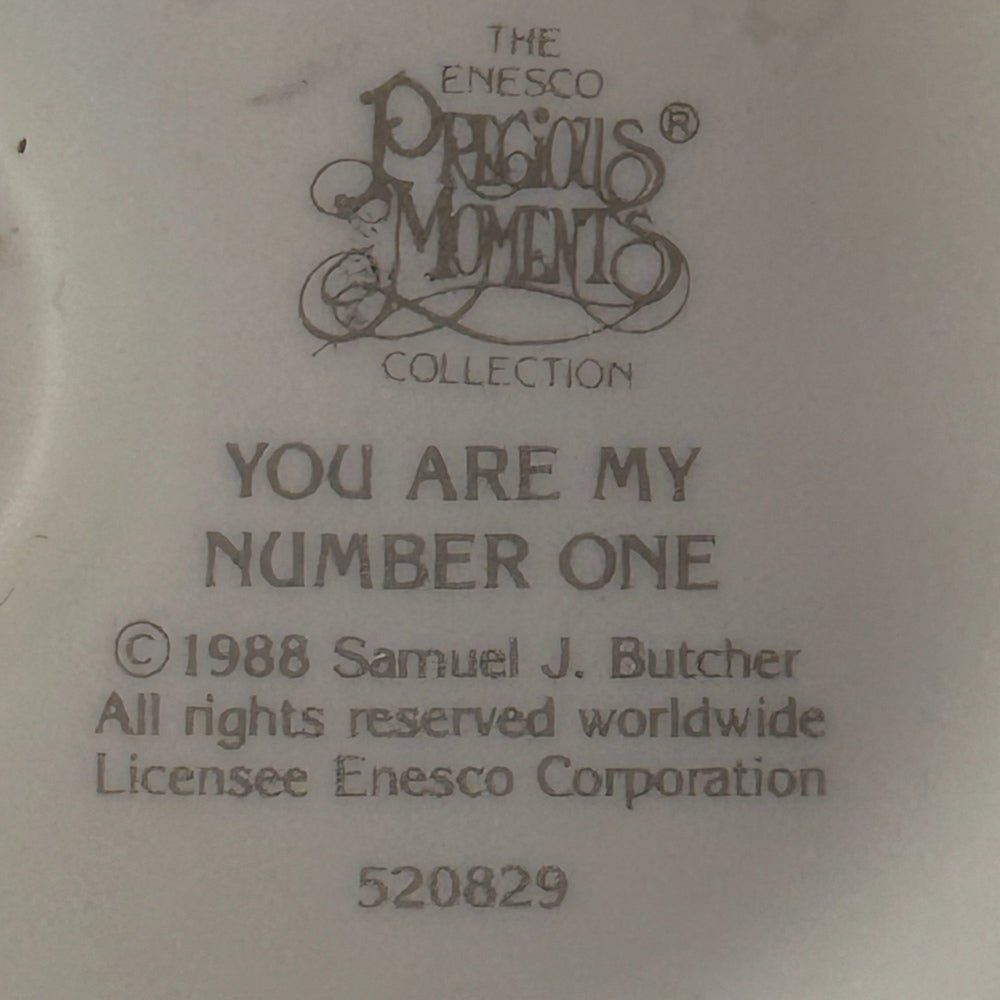 THE
ENESCO
PRECIOUS ®
MOMENTS
COLLECTION
YOU ARE MY
NUMBER ONE
© 1988 Samuel J. Butcher
All rights reserved worldwide
Licensee Enesco Corporation
520829